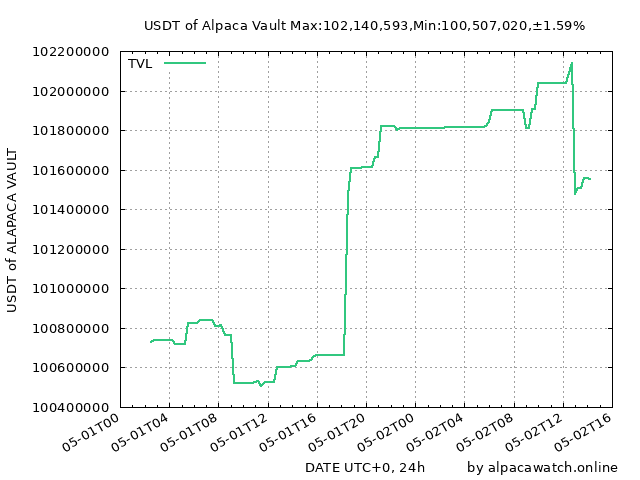 USDT of Alpaca Vault Max:102,140,593,Min:100,507,020,±1.59%
TVL
102200000
102000000
101800000
101600000
101400000
101200000
101000000
100800000
100600000
100400000
USDT of ALAPACA VAULT
05-01T00
05-01T04
05-01T08
05-01T12
05-01T16
05-01T20
05-02T00
05-02T04
05-02T08
05-02T12
05-02T16
DATE UTC+0, 24h
by alpacawatch.online